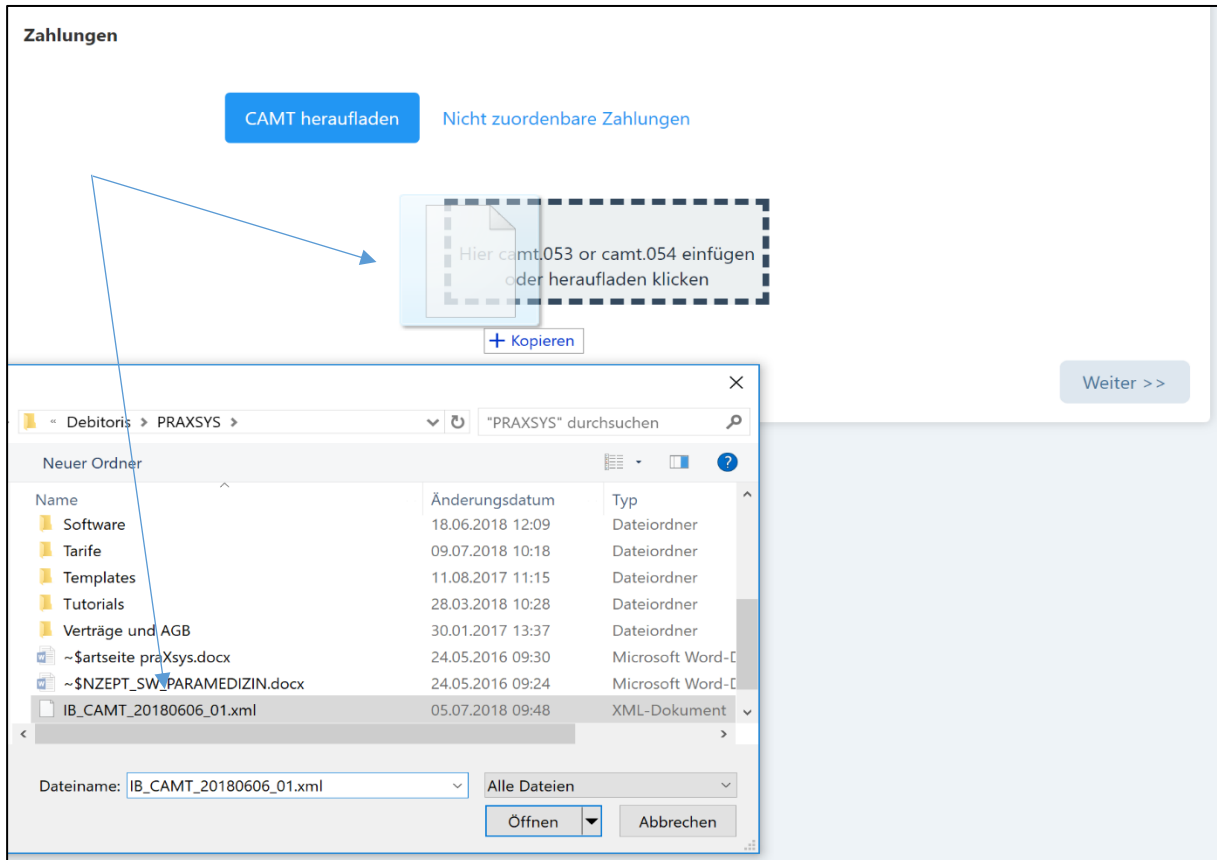 Zahlungen
CAMT heraufladen Nicht zuordenbare Zahlungen
Hier camt.053 or camt.054 einfügen
oder heraufladen klicken
+ Kopieren
Weiter >>
« Debitoris > PRAXSYS > "PRAXSYS" durchsuchen
Neuer Ordner ?
Name Änderungsdatum Typ
Software 18.06.2018 12:09 Dateiordner
Tarife 09.07.2018 10:18 Dateiordner
Templates 11.08.2017 11:15 Dateiordner
Tutorials 28.03.2018 10:28 Dateiordner
Verträge und AGB 30.01.2017 13:37 Dateiordner
~$artseite praXsys.docx 24.05.2016 09:30 Microsoft Word-D
~$NZEPT_SW_PARAMEDIZIN.docx 24.05.2016 09:24 Microsoft Word-D
IB_CAMT_20180606_01.xml 05.07.2018 09:48 XML-Dokument
Dateiname: IB_CAMT_20180606_01.xml Alle Dateien
Öffnen Abbrechen